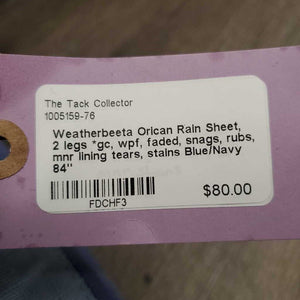 The Tack Collector
1005159-76
Weatherbeeta Orican Rain Sheet,
2 legs *gc, wpf, faded, snags, rubs,
mnr lining tears, stains Blue/Navy
84"
$80.00
FDCHF3